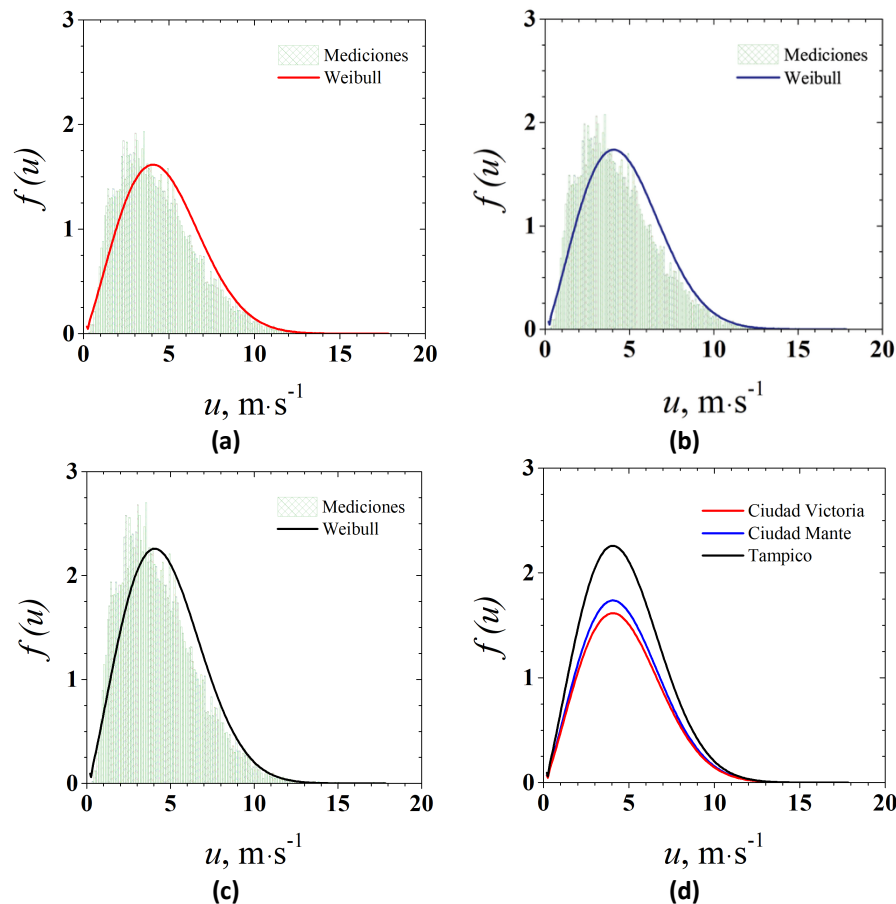 3
2
1
0
f (u)
Mediciones
Weibull
0 5 10 15 20
u, m·s-1
(a)
3
2
1
0
f (u)
Mediciones
Weibull
0 5 10 15 20
u, m·s-1
(b)
3
2
1
0
f (u)
Mediciones
Weibull
0 5 10 15 20
u, m·s-1
(c)
3
2
1
0
f (u)
Ciudad Victoria
Ciudad Mante
Tampico
0 5 10 15 20
u, m·s-1
(d)